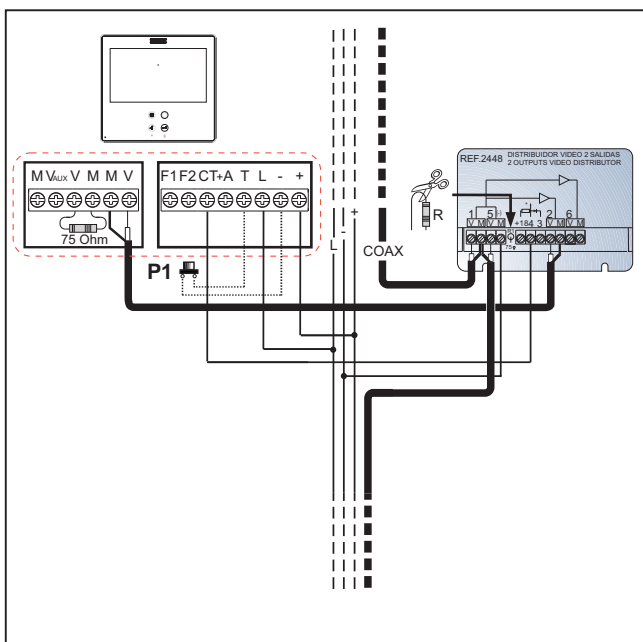 REF.2448
DISTRIBUIDOR VIDEO 2 SALIDAS
2 OUTPUTS VIDEO DISTRIBUTOR
M VAUX V M M V
F1 F2 CT +A T L - +
R
1 5 (-) +18 4 3 2 6
V M V M V M V M
75 Ohm
75
P1
L - +
COAX